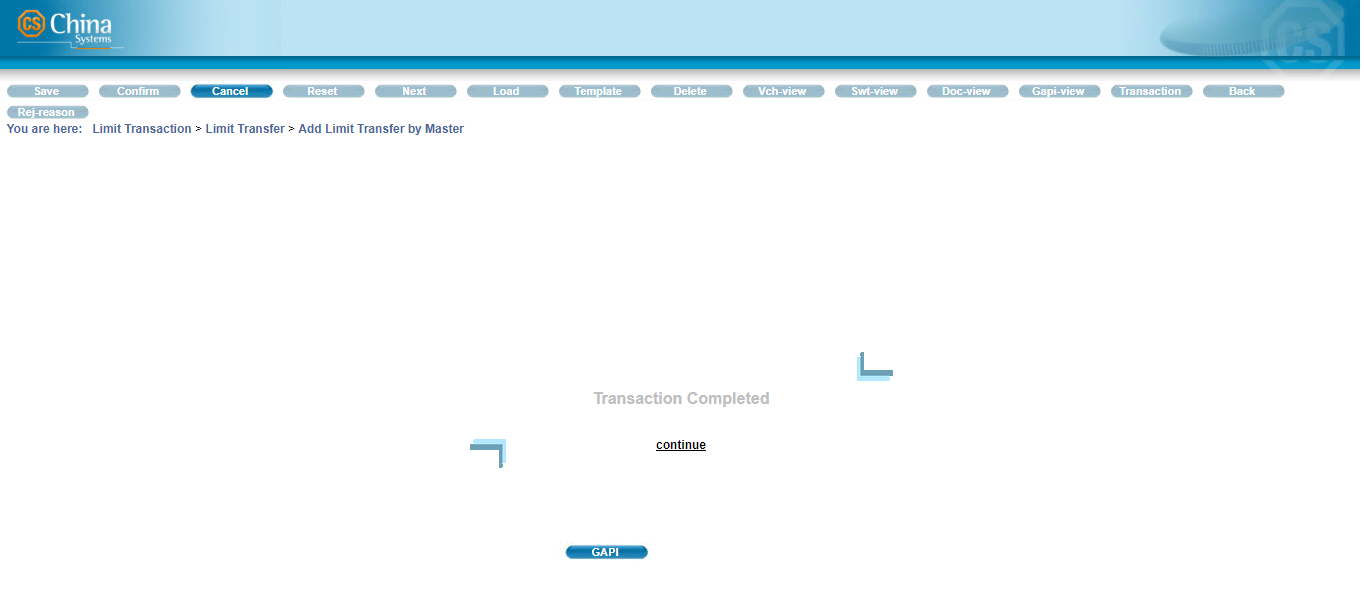 CS China
Systems
CS
Save Confirm Cancel Reset Next Load Template Delete Vch-view Swt-view Doc-view Gapi-view Transaction Back
Rej-reason
You are here: Limit Transaction > Limit Transfer > Add Limit Transfer by Master
Transaction Completed
continue
GAPI